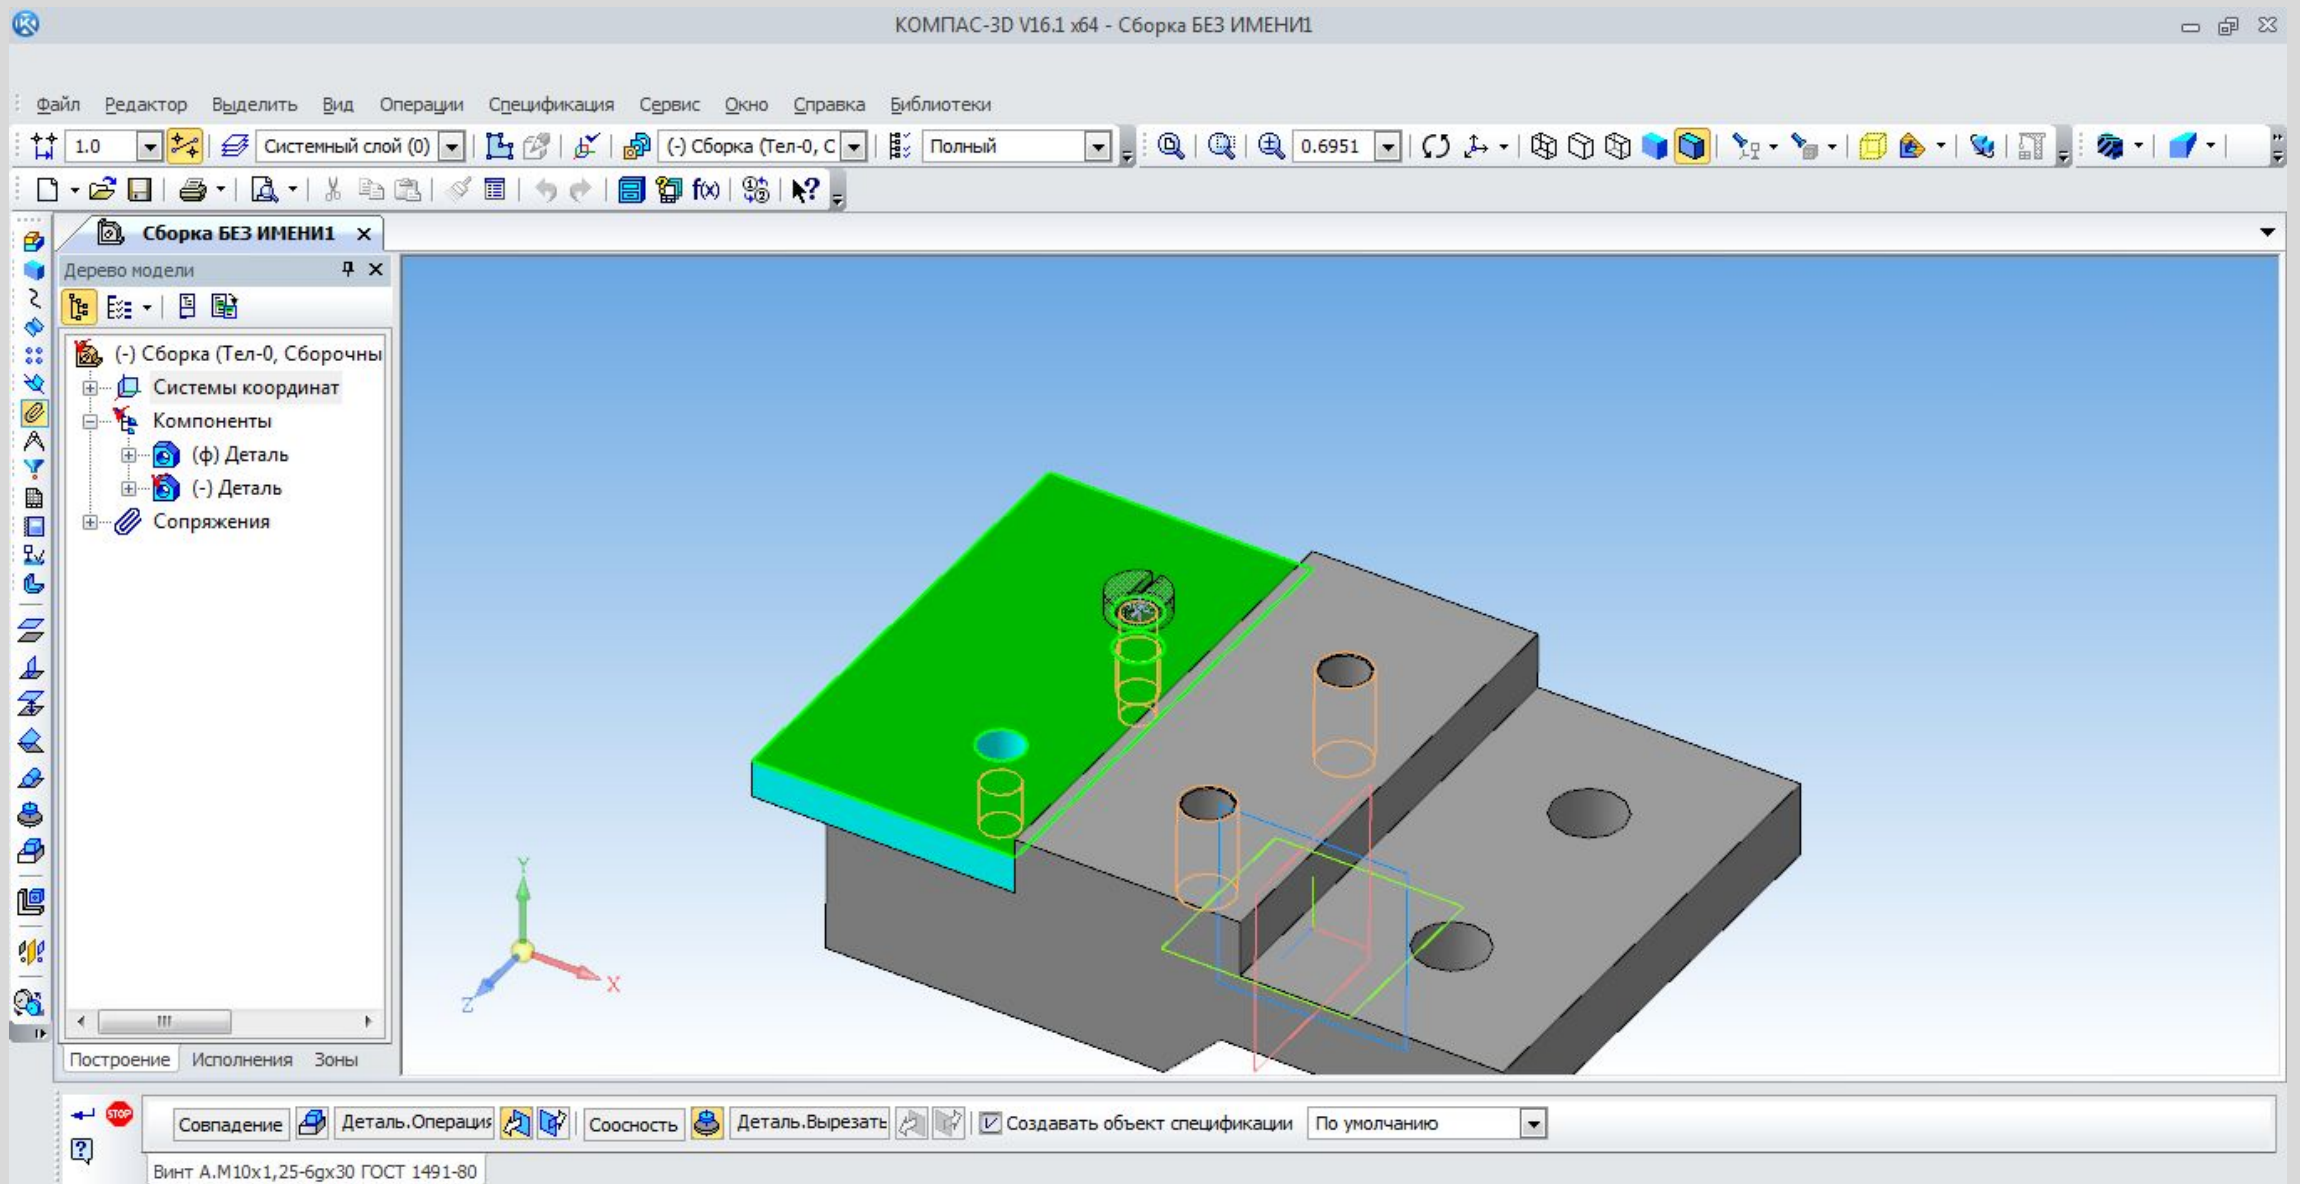 КОМПАС-3D V16.1 x64 - Сборка БЕЗ ИМЕНИ1
Файл Редактор Выделить Вид Операции Спецификация Сервис Окно Справка Библиотеки
1.0 Системный слой (0) (-) Сборка (Тел-0, С Полный 0.6951
f(x)
Сборка БЕЗ ИМЕНИ1
Дерево модели
(-) Сборка (Тел-0, Сборочны
Системы координат
Компоненты
(ф) Деталь
(-) Деталь
Сопряжения
Y
X
Z
Построение Исполнения Зоны
STOP Совпадение Деталь.Операция Соосность Деталь.Вырезать Создавать объект спецификации По умолчанию
Винт А.М10х1,25-6gx30 ГОСТ 1491-80